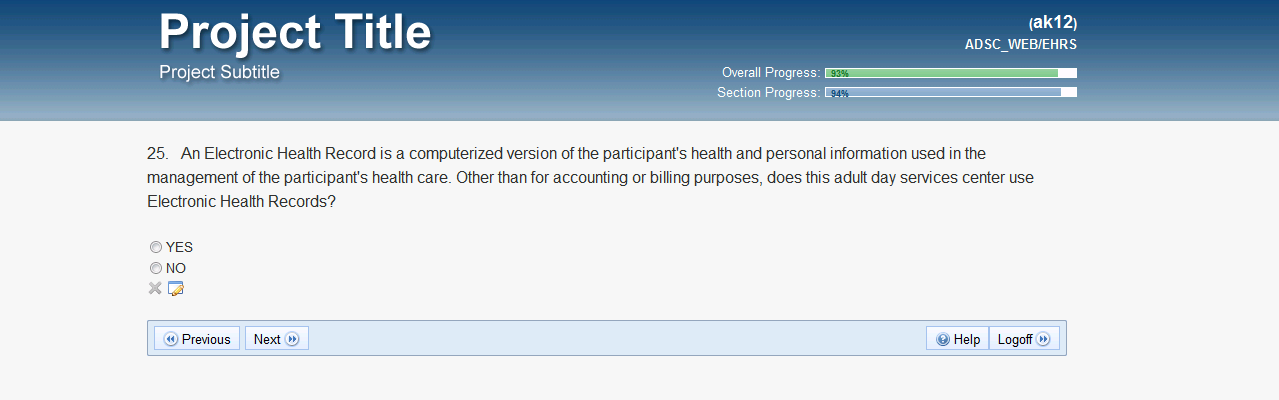 Project Title
Project Subtitle
(ak12)
ADSC_WEB/EHRS
Overall Progress: 93%
Section Progress: 94%
25. An Electronic Health Record is a computerized version of the participant's health and personal information used in the
management of the participant's health care. Other than for accounting or billing purposes, does this adult day services center use
Electronic Health Records?
YES
NO
Previous Next Help Logoff